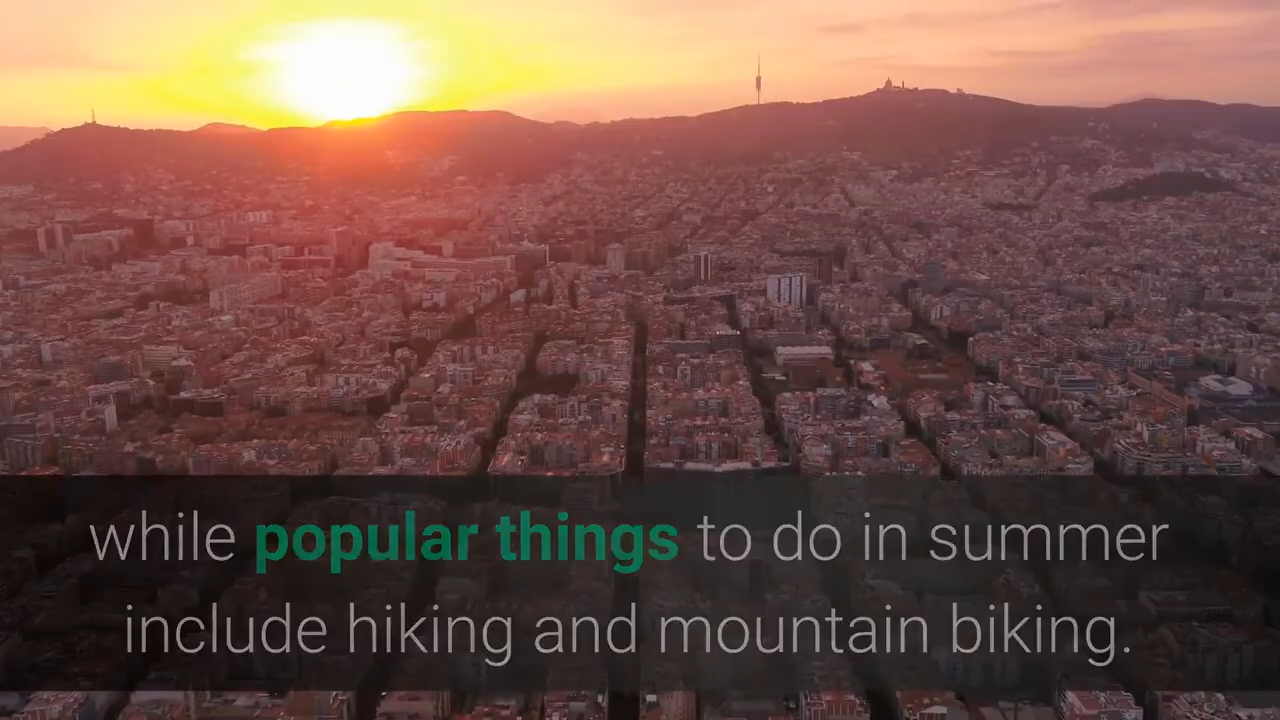 while popular things to do in summer
include hiking and mountain biking.